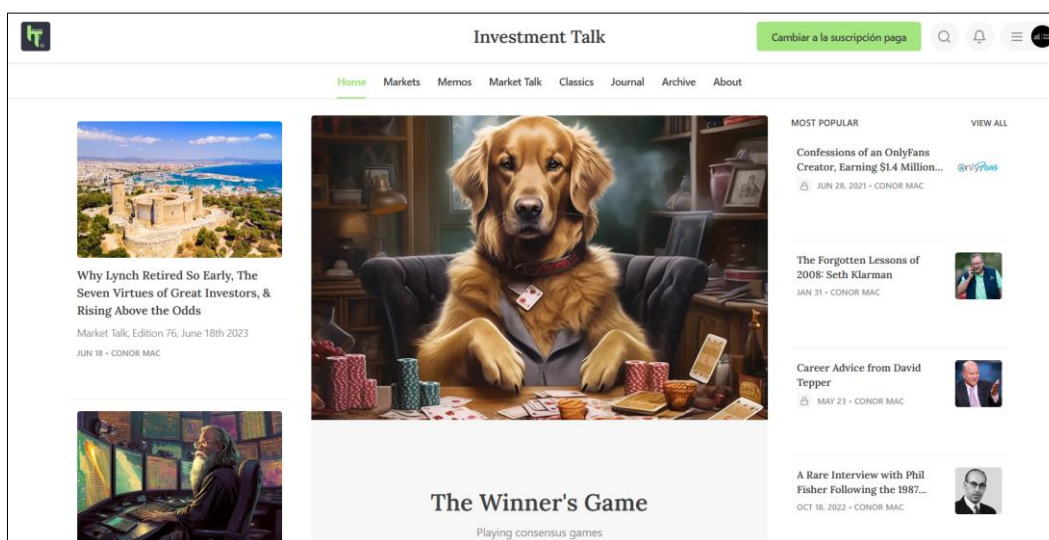 Investment Talk
Cambiar a la suscripción paga
Home Markets Memos Market Talk Classics Journal Archive About
Why Lynch Retired So Early, The
Seven Virtues of Great Investors, &
Rising Above the Odds
Market Talk, Edition 76, June 18th 2023
JUN 18 • CONOR MAC
The Winner's Game
Playing consensus games
MOST POPULAR VIEW ALL
Confessions of an OnlyFans
Creator, Earning $1.4 Million...
JUN 28, 2021 • CONOR MAC
OnlyFans
The Forgotten Lessons of
2008: Seth Klarman
JAN 31 • CONOR MAC
Career Advice from David
Tepper
MAY 23 • CONOR MAC
A Rare Interview with Phil
Fisher Following the 1987...
OCT 18, 2022 • CONOR MAC